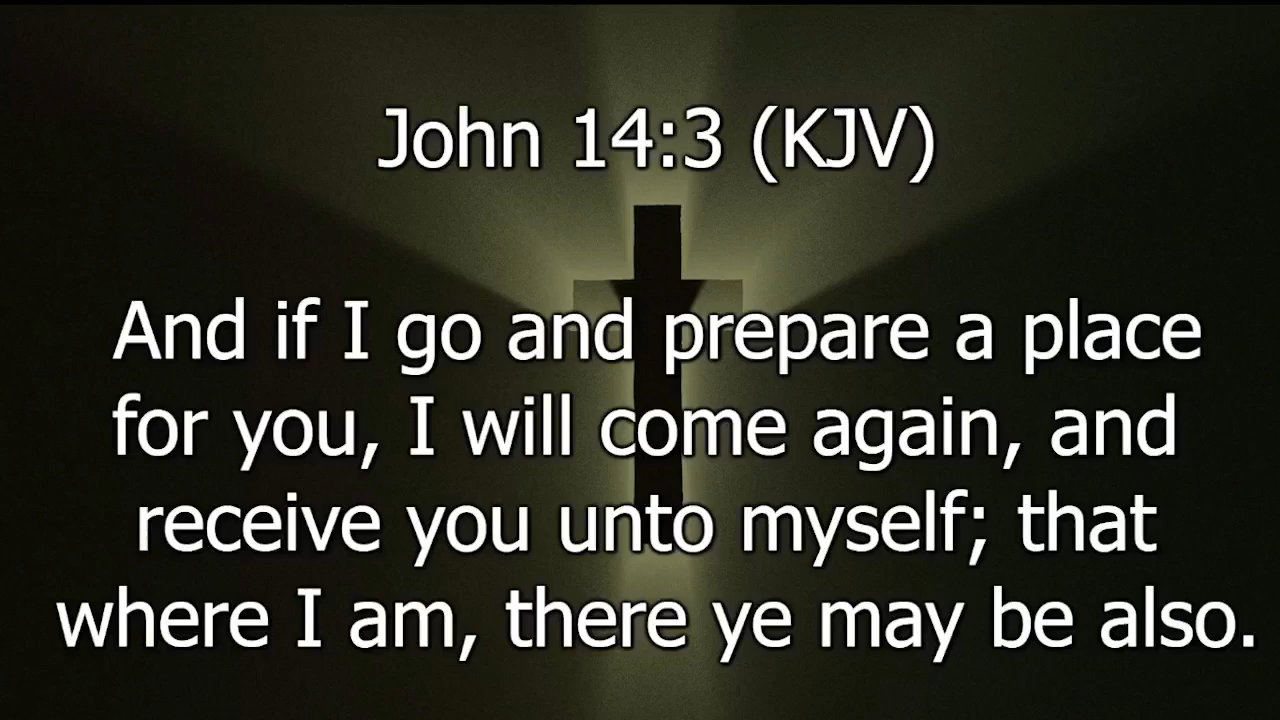 John 14:3 (KJV)
And if I go and prepare a place
for you, I will come again, and
receive you unto myself; that
where I am, there ye may be also.